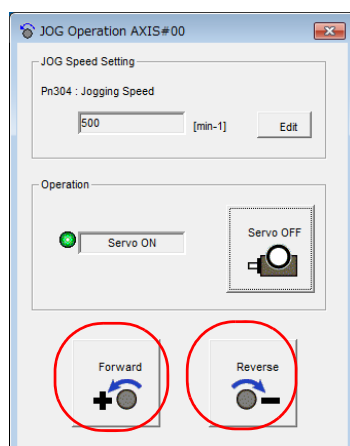 JOG Operation AXIS#00
JOG Speed Setting
Pn304 : Jogging Speed
500 [min-1] Edit
Operation
Servo ON
Servo OFF
Forward
Reverse